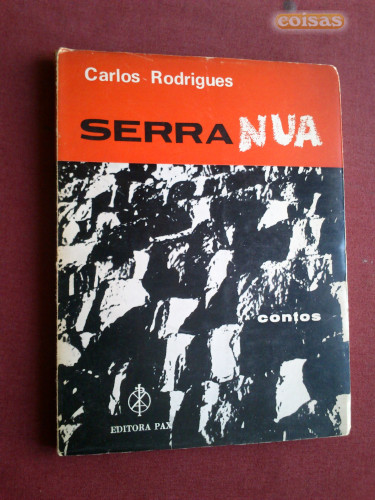 coisas
Carlos Rodrigues
SERRA NUA
contos
EDITORA PAX